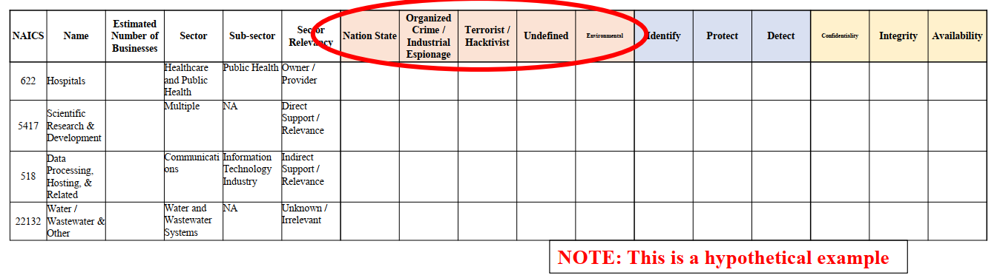 NAICS Name Estimated Number of Businesses Sector Sub-sector Sector Relevancy Nation State Organized Crime / Industrial Espionage Terrorist / Hacktivist Undefined Environmental Identify Protect Detect Confidentiality Integrity Availability
622 Hospitals Healthcare and Public Health Public Health Owner / Provider
5417 Scientific Research & Development Multiple NA Direct Support / Relevance
518 Data Processing, Hosting, & Related Communications Information Technology Industry Indirect Support / Relevance
22132 Water / Wastewater & Other Water and Wastewater Systems NA Unknown / Irrelevant
NOTE: This is a hypothetical example